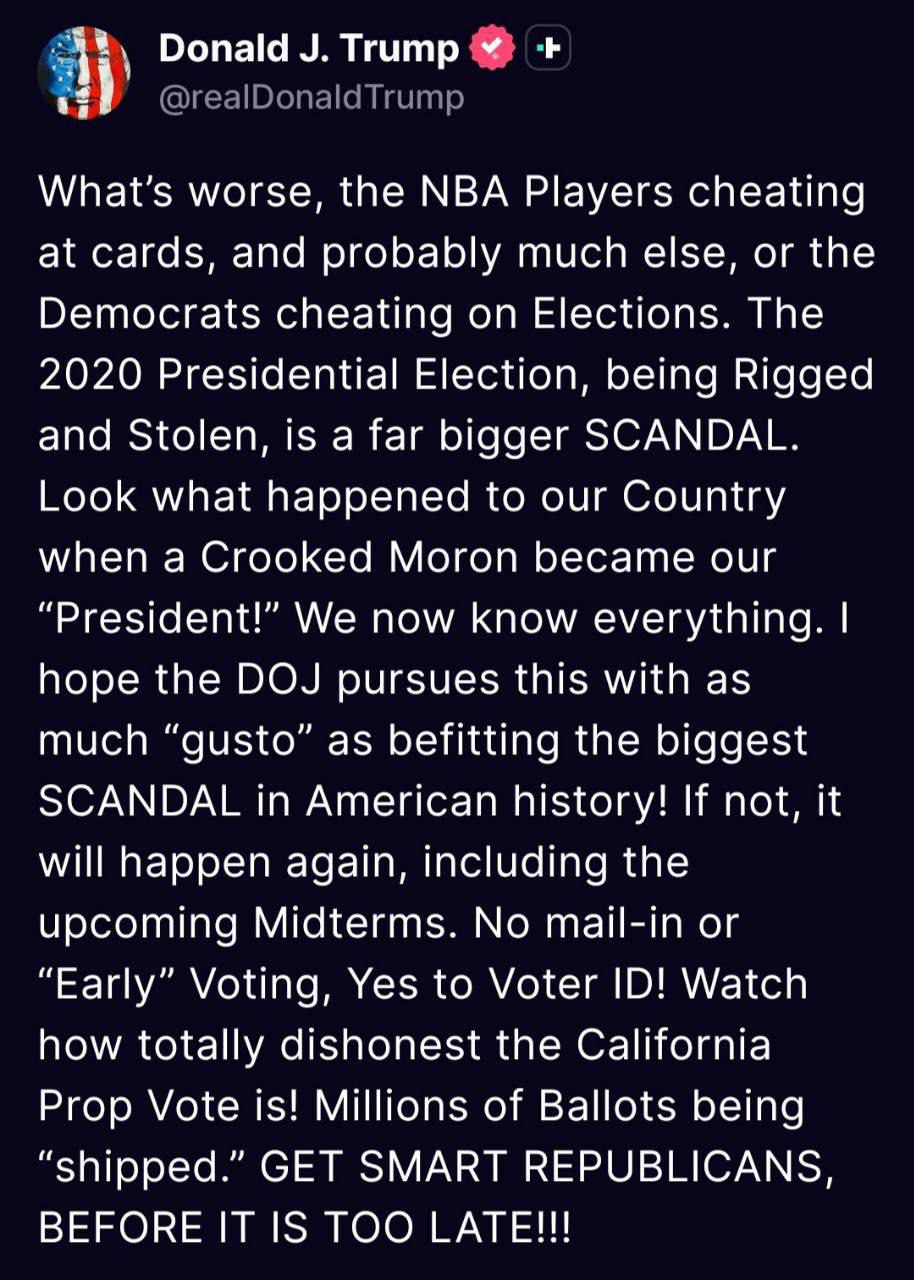 Donald J. Trump
@realDonaldTrump
What’s worse, the NBA Players cheating
at cards, and probably much else, or the
Democrats cheating on Elections. The
2020 Presidential Election, being Rigged
and Stolen, is a far bigger SCANDAL.
Look what happened to our Country
when a Crooked Moron became our
“President!” We now know everything. I
hope the DOJ pursues this with as
much “gusto” as befitting the biggest
SCANDAL in American history! If not, it
will happen again, including the
upcoming Midterms. No mail-in or
“Early” Voting, Yes to Voter ID! Watch
how totally dishonest the California
Prop Vote is! Millions of Ballots being
“shipped.” GET SMART REPUBLICANS,
BEFORE IT IS TOO LATE!!!